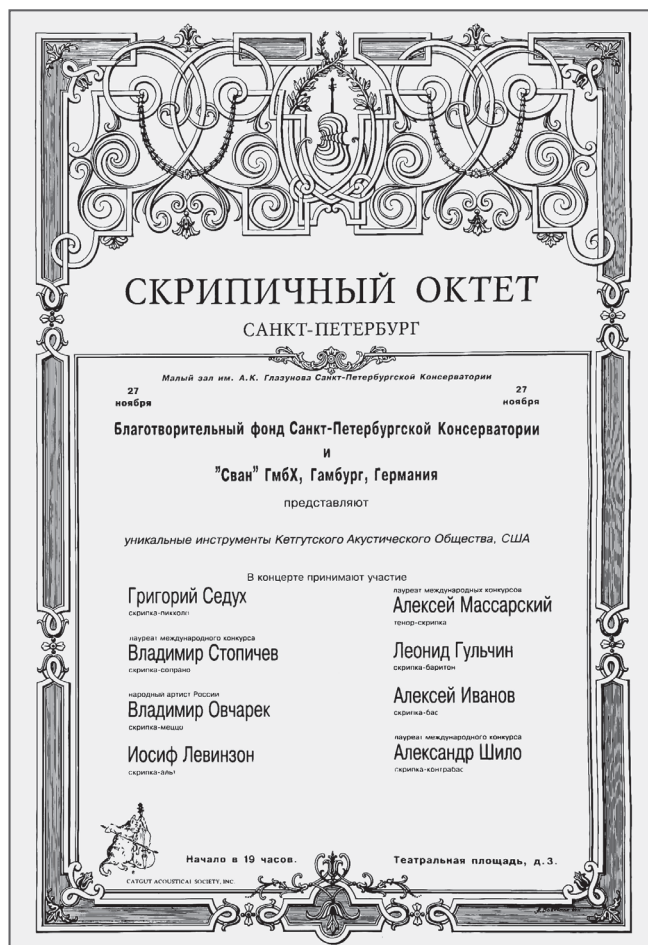 СКРИПИЧНЫЙ ОКТЕТ
САНКТ-ПЕТЕРБУРГ
Малый зал им. А.К. Глазунова Санкт-Петербургской Консерватории
27
ноября
27
ноября
Благотворительный фонд Санкт-Петербургской Консерватории
и
"Сван" ГмбХ, Гамбург, Германия
представляют
уникальные инструменты Кетгутского Акустического Общества, США
В концерте принимают участие
Григорий Седух
скрипка-пикколо
лауреат международного конкурса
Владимир Стопичев
скрипка-сопрано
народный артист России
Владимир Овчарек
скрипка-меццо
Иосиф Левинзон
скрипка-альт
лауреат международных конкурсов
Алексей Массарский
тенор-скрипка
Леонид Гульчин
скрипка-баритон
Алексей Иванов
скрипка-бас
лауреат международного конкурса
Александр Шило
скрипка-контрабас
CATGUT ACOUSTICAL SOCIETY, INC
Начало в 19 часов.
Театральная площадь, д.3.